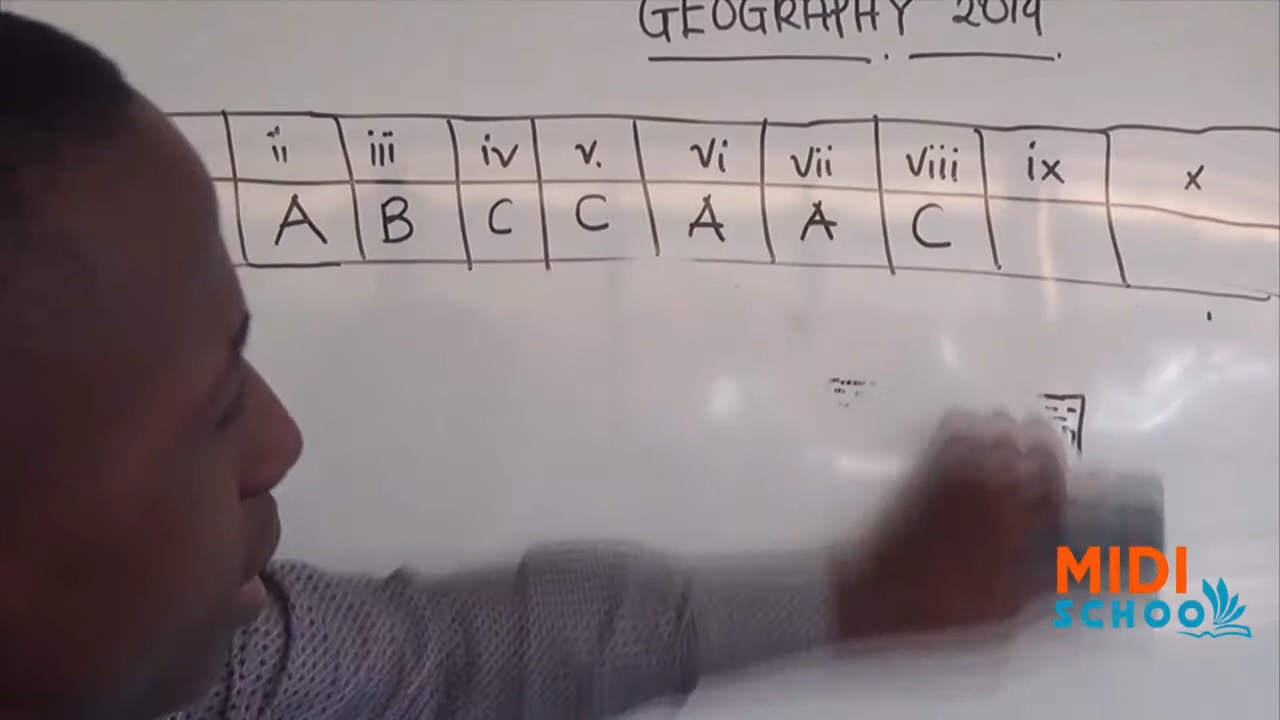 GEOGRAPHY 2019
ii iii iv v. vi vii viii ix x
A B C C A A C
MIDI
SCHOO